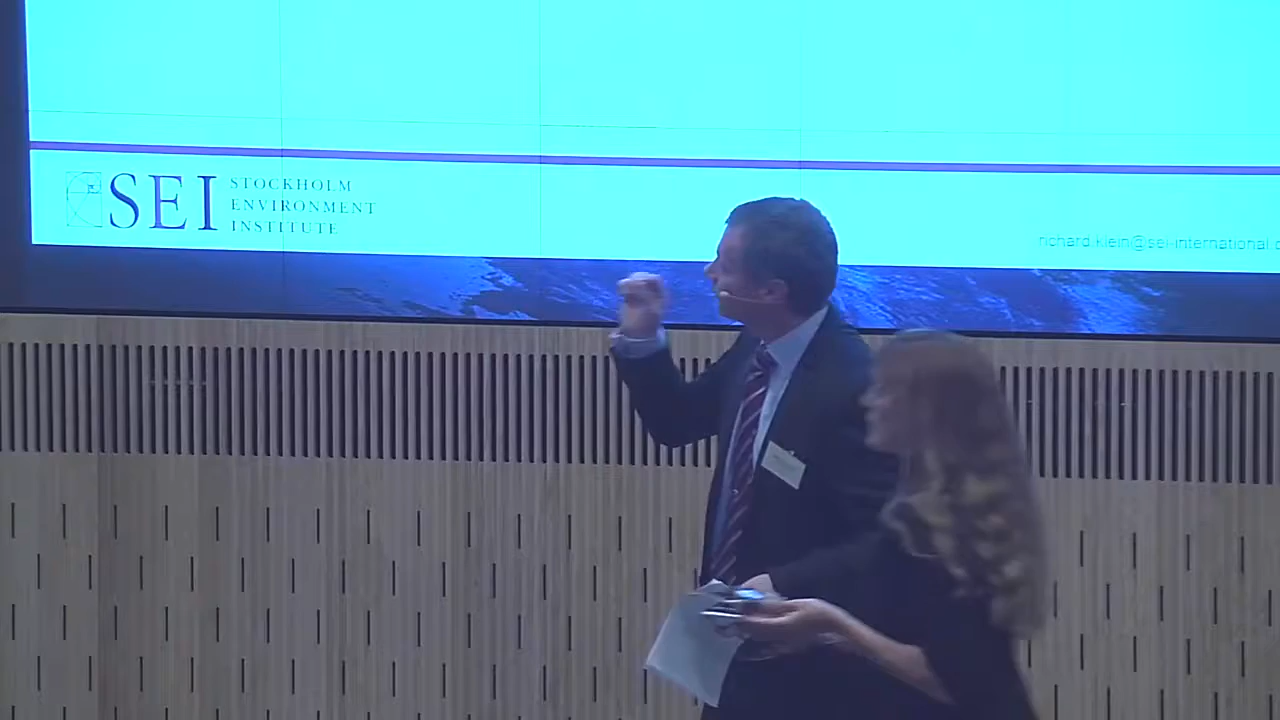 SEI
STOCKHOLM
ENVIRONMENT
INSTITUTE
richard.klein@sei-international.